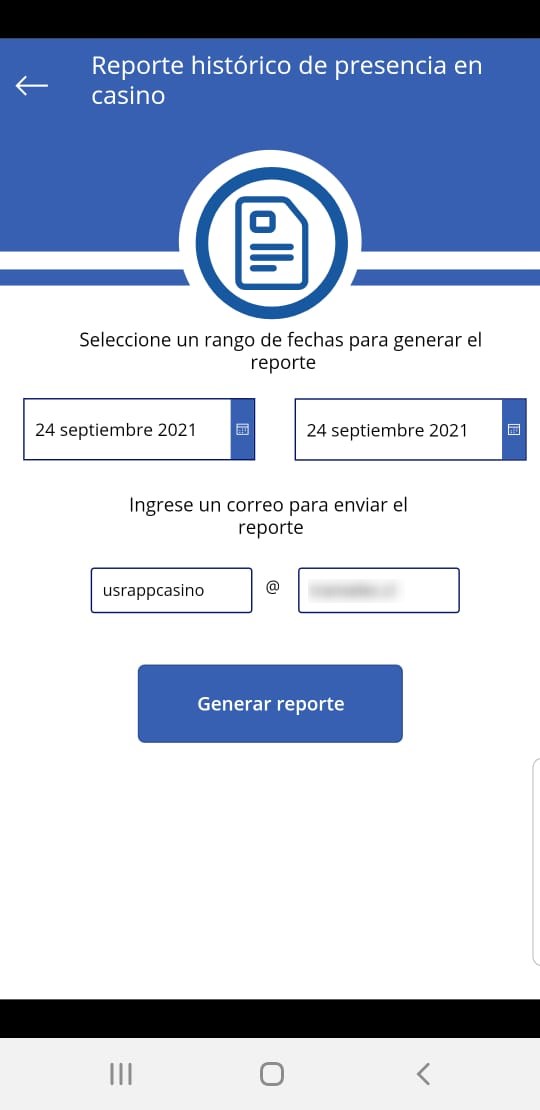 Reporte histórico de presencia en
casino
Seleccione un rango de fechas para generar el
reporte
24 septiembre 2021
24 septiembre 2021
Ingrese un correo para enviar el
reporte
usrappcasino
@
Generar reporte